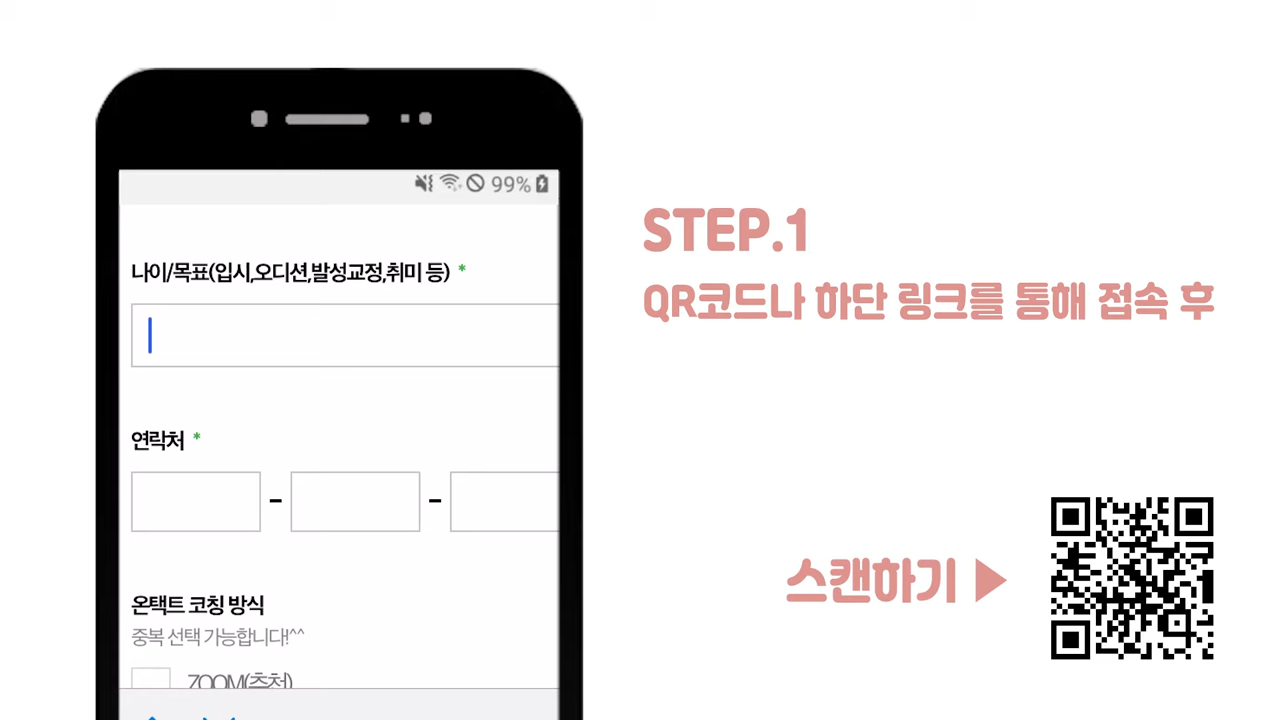 99%
나이/목표(입시,오디션,발성교정,취미 등) *
연락처 *
- -
온택트 코칭 방식
중복 선택 가능합니다!^^
ZOOM(추천)
STEP.1
QR코드나 하단 링크를 통해 접속 후
스캔하기 ▶